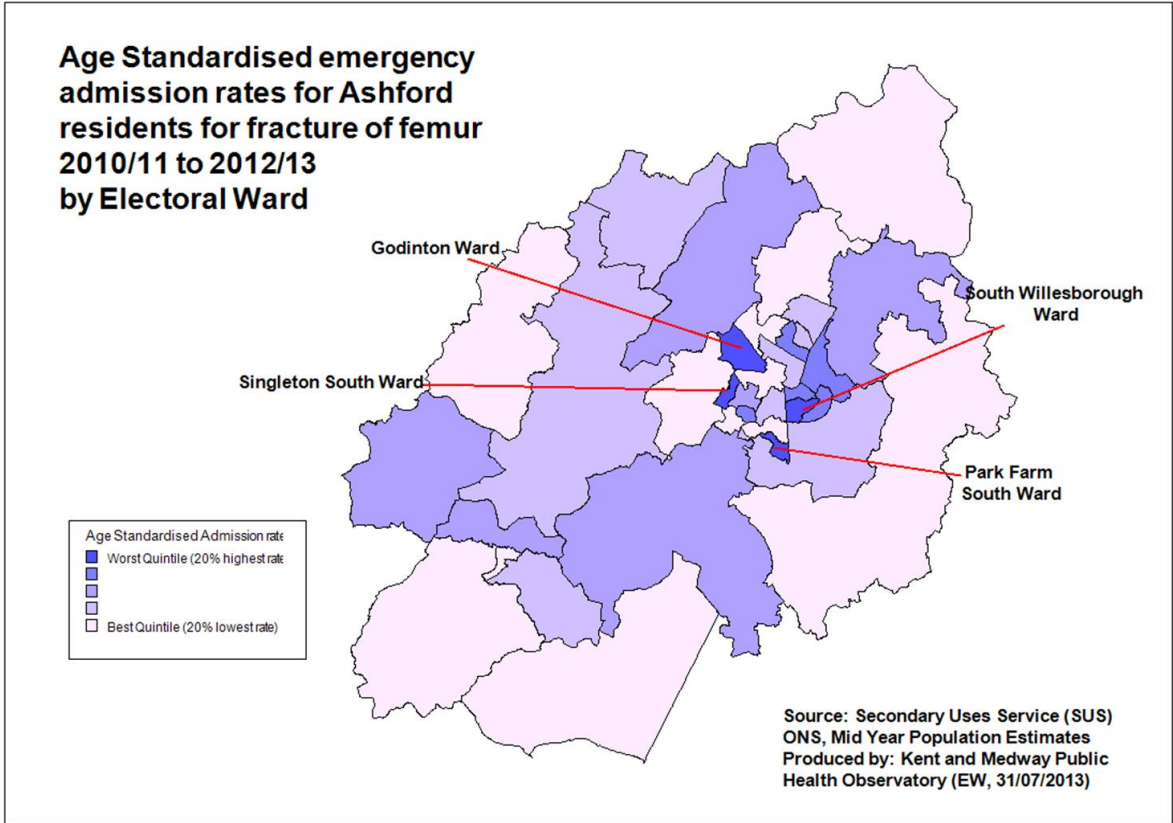 Age Standardised emergency
admission rates for Ashford
residents for fracture of femur
2010/11 to 2012/13
by Electoral Ward
Godinton Ward
South Willesborough
Ward
Singleton South Ward
Park Farm
South Ward
Age Standardised Admission rate
Worst Quintile (20% highest rate
Best Quintile (20% lowest rate)
Source: Secondary Uses Service (SUS)
ONS, Mid Year Population Estimates
Produced by: Kent and Medway Public
Health Observatory (EW, 31/07/2013)